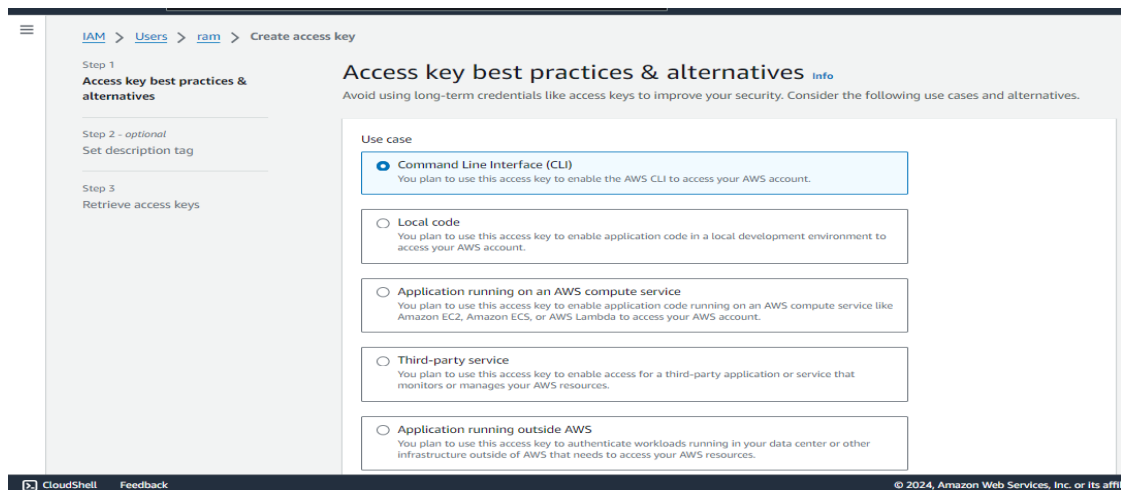 IAM > Users > ram > Create access key
Step 1
Access key best practices &
alternatives
Step 2 - optional
Set description tag
Step 3
Retrieve access keys
Access key best practices & alternatives Info
Avoid using long-term credentials like access keys to improve your security. Consider the following use cases and alternatives.
Use case
Command Line Interface (CLI)
You plan to use this access key to enable the AWS CLI to access your AWS account.
Local code
You plan to use this access key to enable application code in a local development environment to
access your AWS account.
Application running on an AWS compute service
You plan to use this access key to enable application code running on an AWS compute service like
Amazon EC2, Amazon ECS, or AWS Lambda to access your AWS account.
Third-party service
You plan to use this access key to enable access for a third-party application or service that
monitors or manages your AWS resources.
Application running outside AWS
You plan to use this access key to authenticate workloads running in your data center or other
infrastructure outside of AWS that needs to access your AWS resources.
CloudShell Feedback © 2024, Amazon Web Services, Inc. or its affil